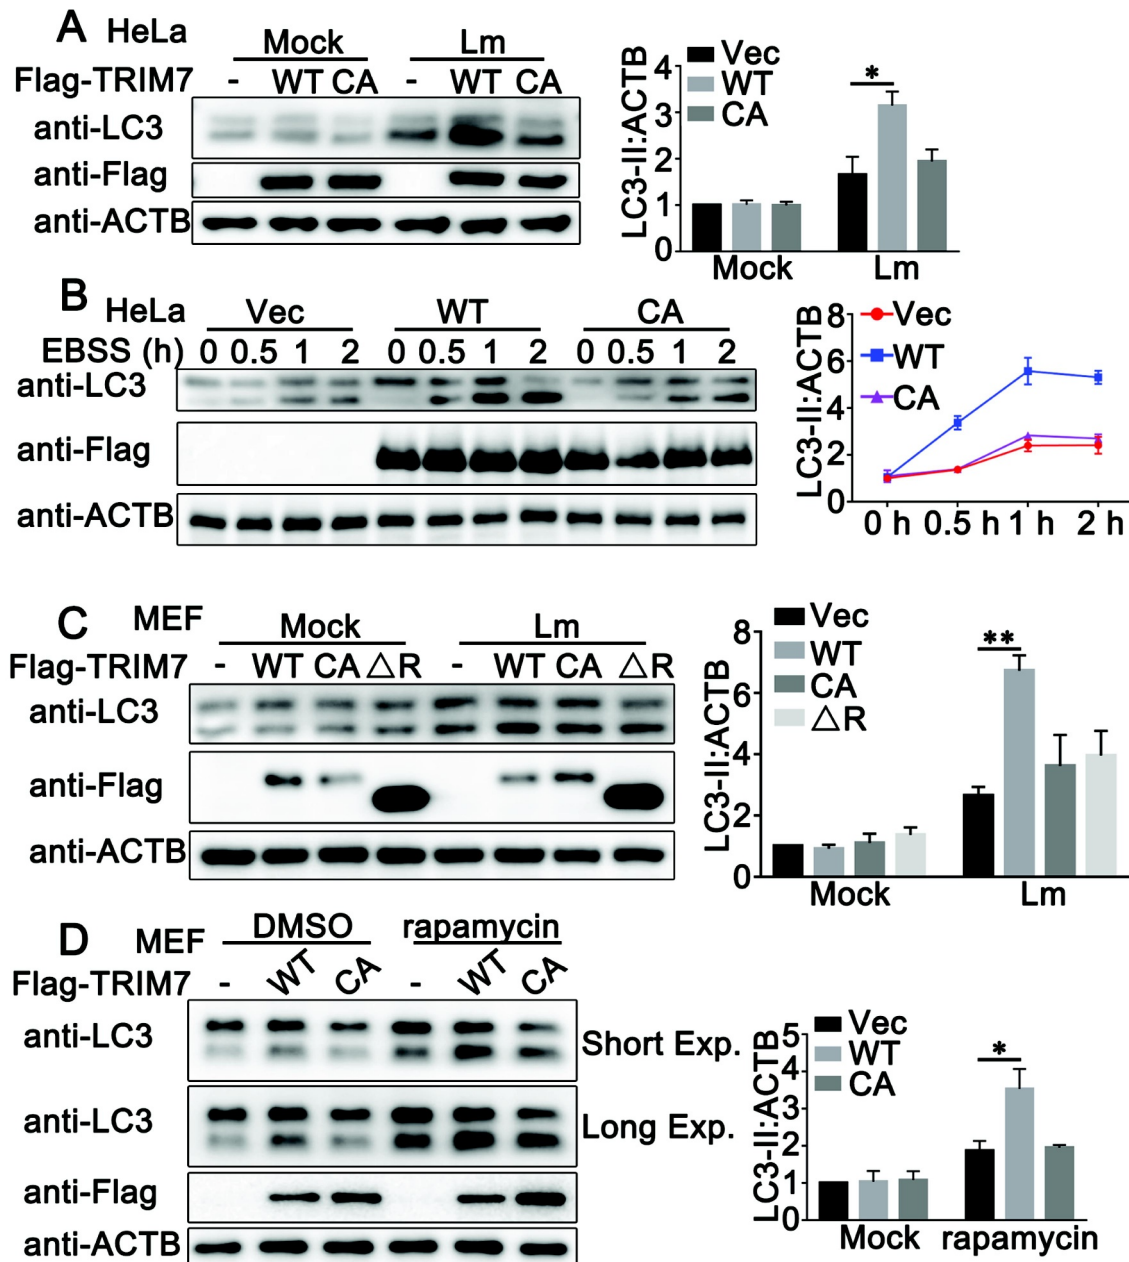 A HeLa
Mock Lm
Flag-TRIM7 - WT CA - WT CA
anti-LC3
anti-Flag
anti-ACTB
LC3-II:ACTB
4
3
2
1
0
Vec
WT
CA
*
Mock Lm
B HeLa Vec WT CA
EBSS (h) 0 0.5 1 2 0 0.5 1 2 0 0.5 1 2
anti-LC3
anti-Flag
anti-ACTB
LC3-II:ACTB
8
6
4
2
0
Vec
WT
CA
0 h 0.5 h 1 h 2 h
C MEF
Mock Lm
Flag-TRIM7 - WT CA △R - WT CA △R
anti-LC3
anti-Flag
anti-ACTB
LC3-II:ACTB
8
6
4
2
0
Vec
WT
CA
△R
**
Mock Lm
D MEF DMSO rapamycin
Flag-TRIM7 - WT CA - WT CA
anti-LC3 Short Exp.
anti-LC3 Long Exp.
anti-Flag
anti-ACTB
LC3-II:ACTB
5
4
3
2
1
0
Vec
WT
CA
*
Mock rapamycin